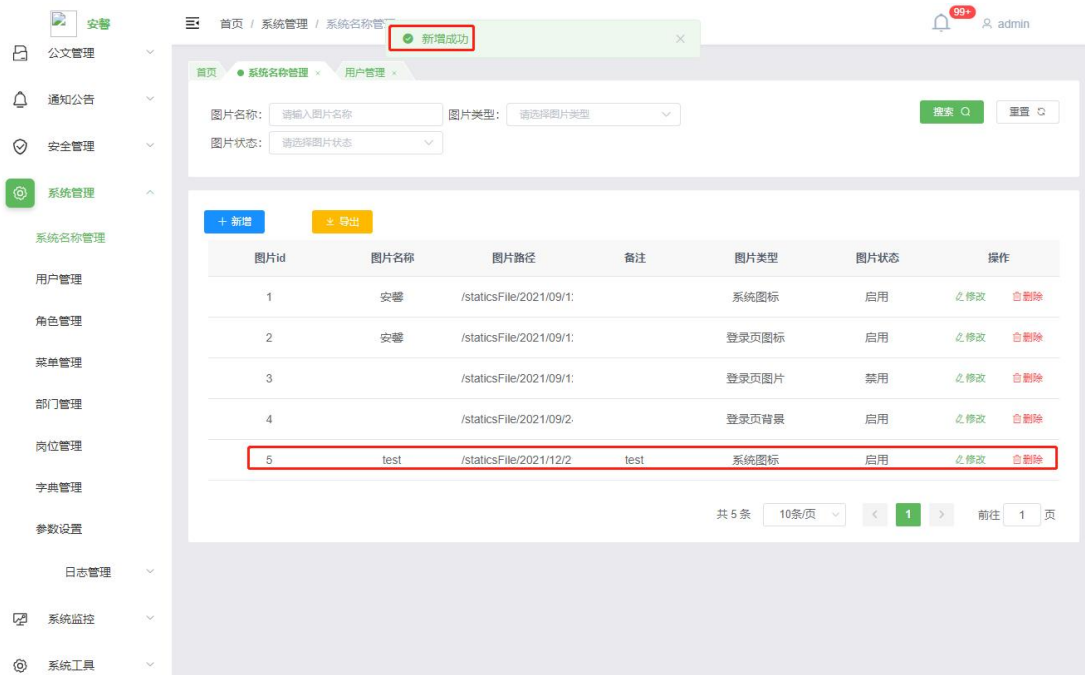 安馨
首页 / 系统管理 / 系统名称管
新增成功
99+
admin
公文管理
通知公告
安全管理
系统管理
系统名称管理
用户管理
角色管理
菜单管理
部门管理
岗位管理
字典管理
参数设置
日志管理
系统监控
系统工具
首页 系统名称管理 × 用户管理 ×
图片名称： 请输入图片名称 图片类型： 请选择图片类型 搜索 重置
图片状态： 请选择图片状态
+ 新增 导出
图片id 图片名称 图片路径 备注 图片类型 图片状态 操作
1 安馨 /staticsFile/2021/09/1 系统图标 启用 修改 删除
2 安馨 /staticsFile/2021/09/1 登录页图标 启用 修改 删除
3 /staticsFile/2021/09/1 登录页图片 禁用 修改 删除
4 /staticsFile/2021/09/2 登录页背景 启用 修改 删除
5 test /staticsFile/2021/12/2 test 系统图标 启用 修改 删除
共 5 条 10条/页 < 1 > 前往 1 页